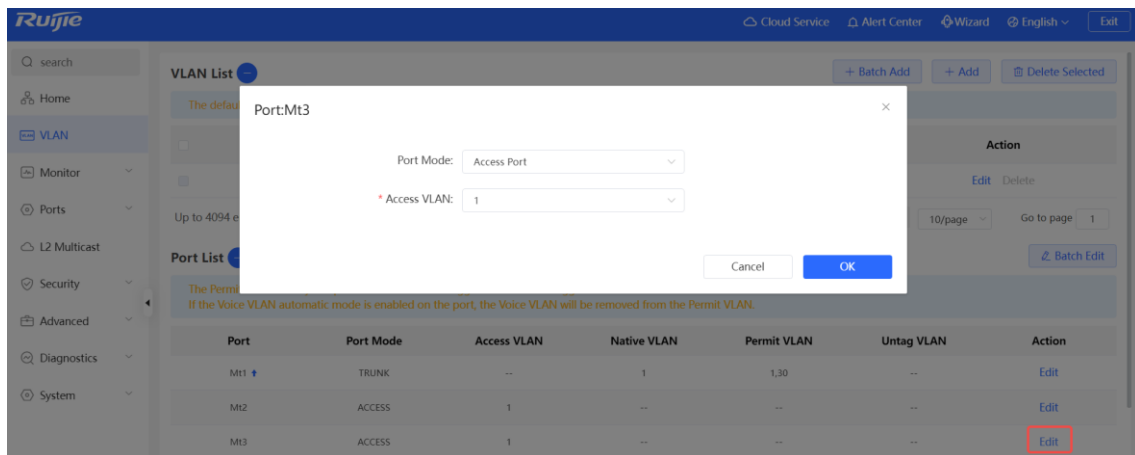 Ruijie
Cloud Service Alert Center Wizard English Exit
search
Home
VLAN
Monitor
Ports
L2 Multicast
Security
Advanced
Diagnostics
System
VLAN List
+ Batch Add + Add Delete Selected
The defau
Action
Edit Delete
Up to 4094 e
10/page Go to page 1
Port:Mt3
Port Mode: Access Port
* Access VLAN: 1
Cancel OK
Port List
Batch Edit
The Permi
If the Voice VLAN automatic mode is enabled on the port, the Voice VLAN will be removed from the Permit VLAN.
Port Port Mode Access VLAN Native VLAN Permit VLAN Untag VLAN Action
Mt1 TRUNK -- 1 1,30 -- Edit
Mt2 ACCESS 1 -- -- -- Edit
Mt3 ACCESS 1 -- -- -- Edit